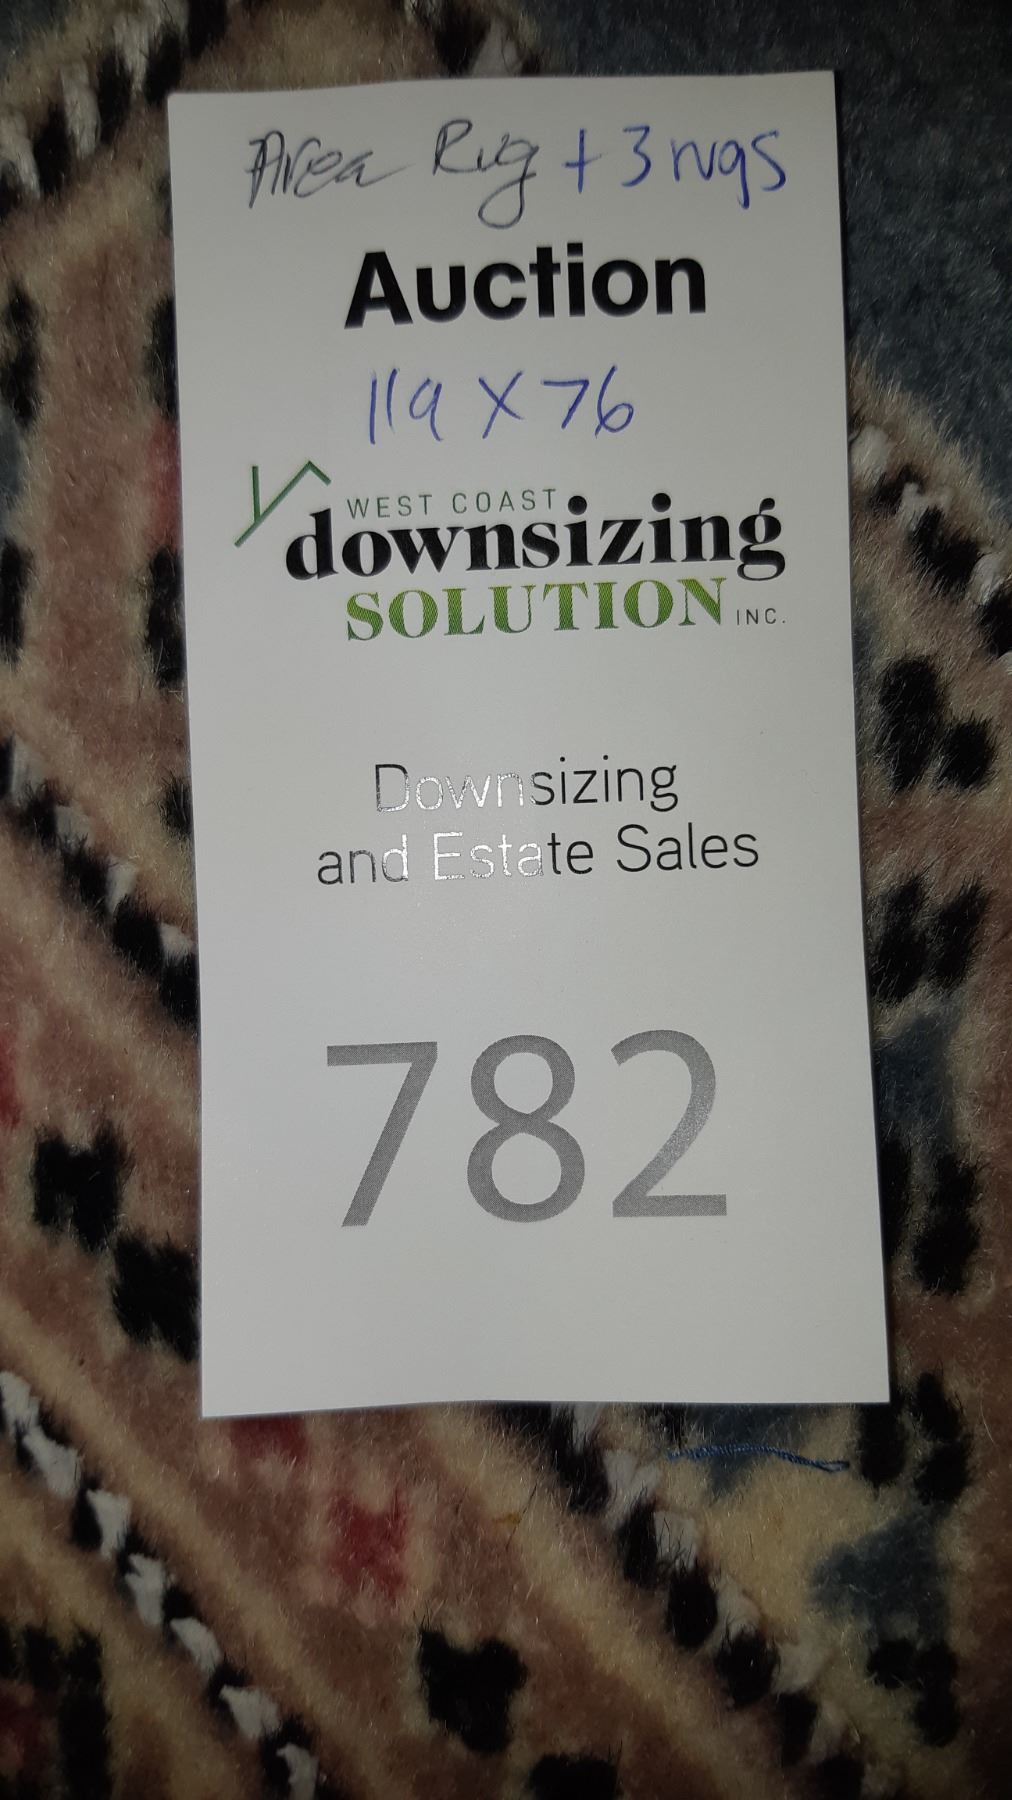 Area Rug + 3 rugs
Auction
119 X 76
WEST COAST
downsizing
SOLUTION INC.
Downsizing
and Estate Sales
782